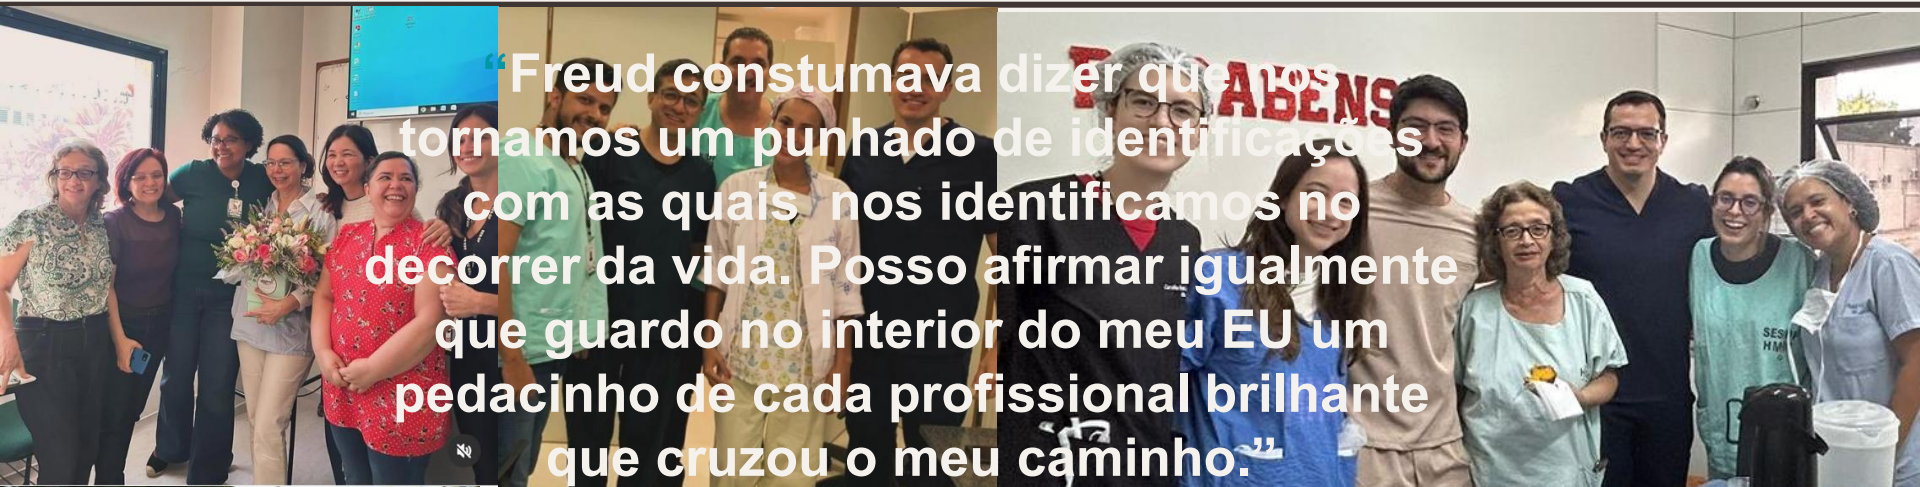 “Freud constumava dizer que nos
tornamos um punhado de identificações
com as quais nos identificamos no
decorrer da vida. Posso afirmar igualmente
que guardo no interior do meu EU um
pedacinho de cada profissional brilhante
que cruzou o meu caminho.”